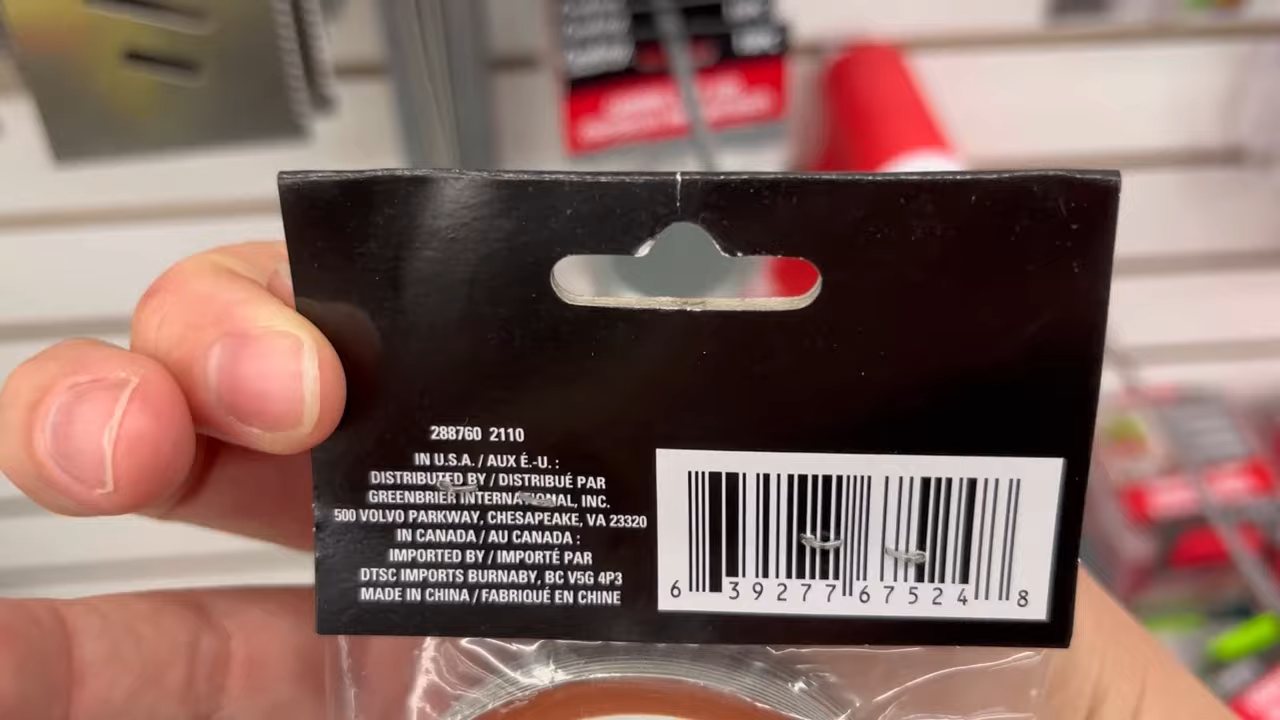 288760 2110
IN U.S.A. / AUX É.-U. :
DISTRIBUTED BY / DISTRIBUÉ PAR
GREENBRIER INTERNATIONAL, INC.
500 VOLVO PARKWAY, CHESAPEAKE, VA 23320
IN CANADA / AU CANADA :
IMPORTED BY / IMPORTÉ PAR
DTSC IMPORTS BURNABY, BC V5G 4P3
MADE IN CHINA / FABRIQUÉ EN CHINE
6 39277 67524 8